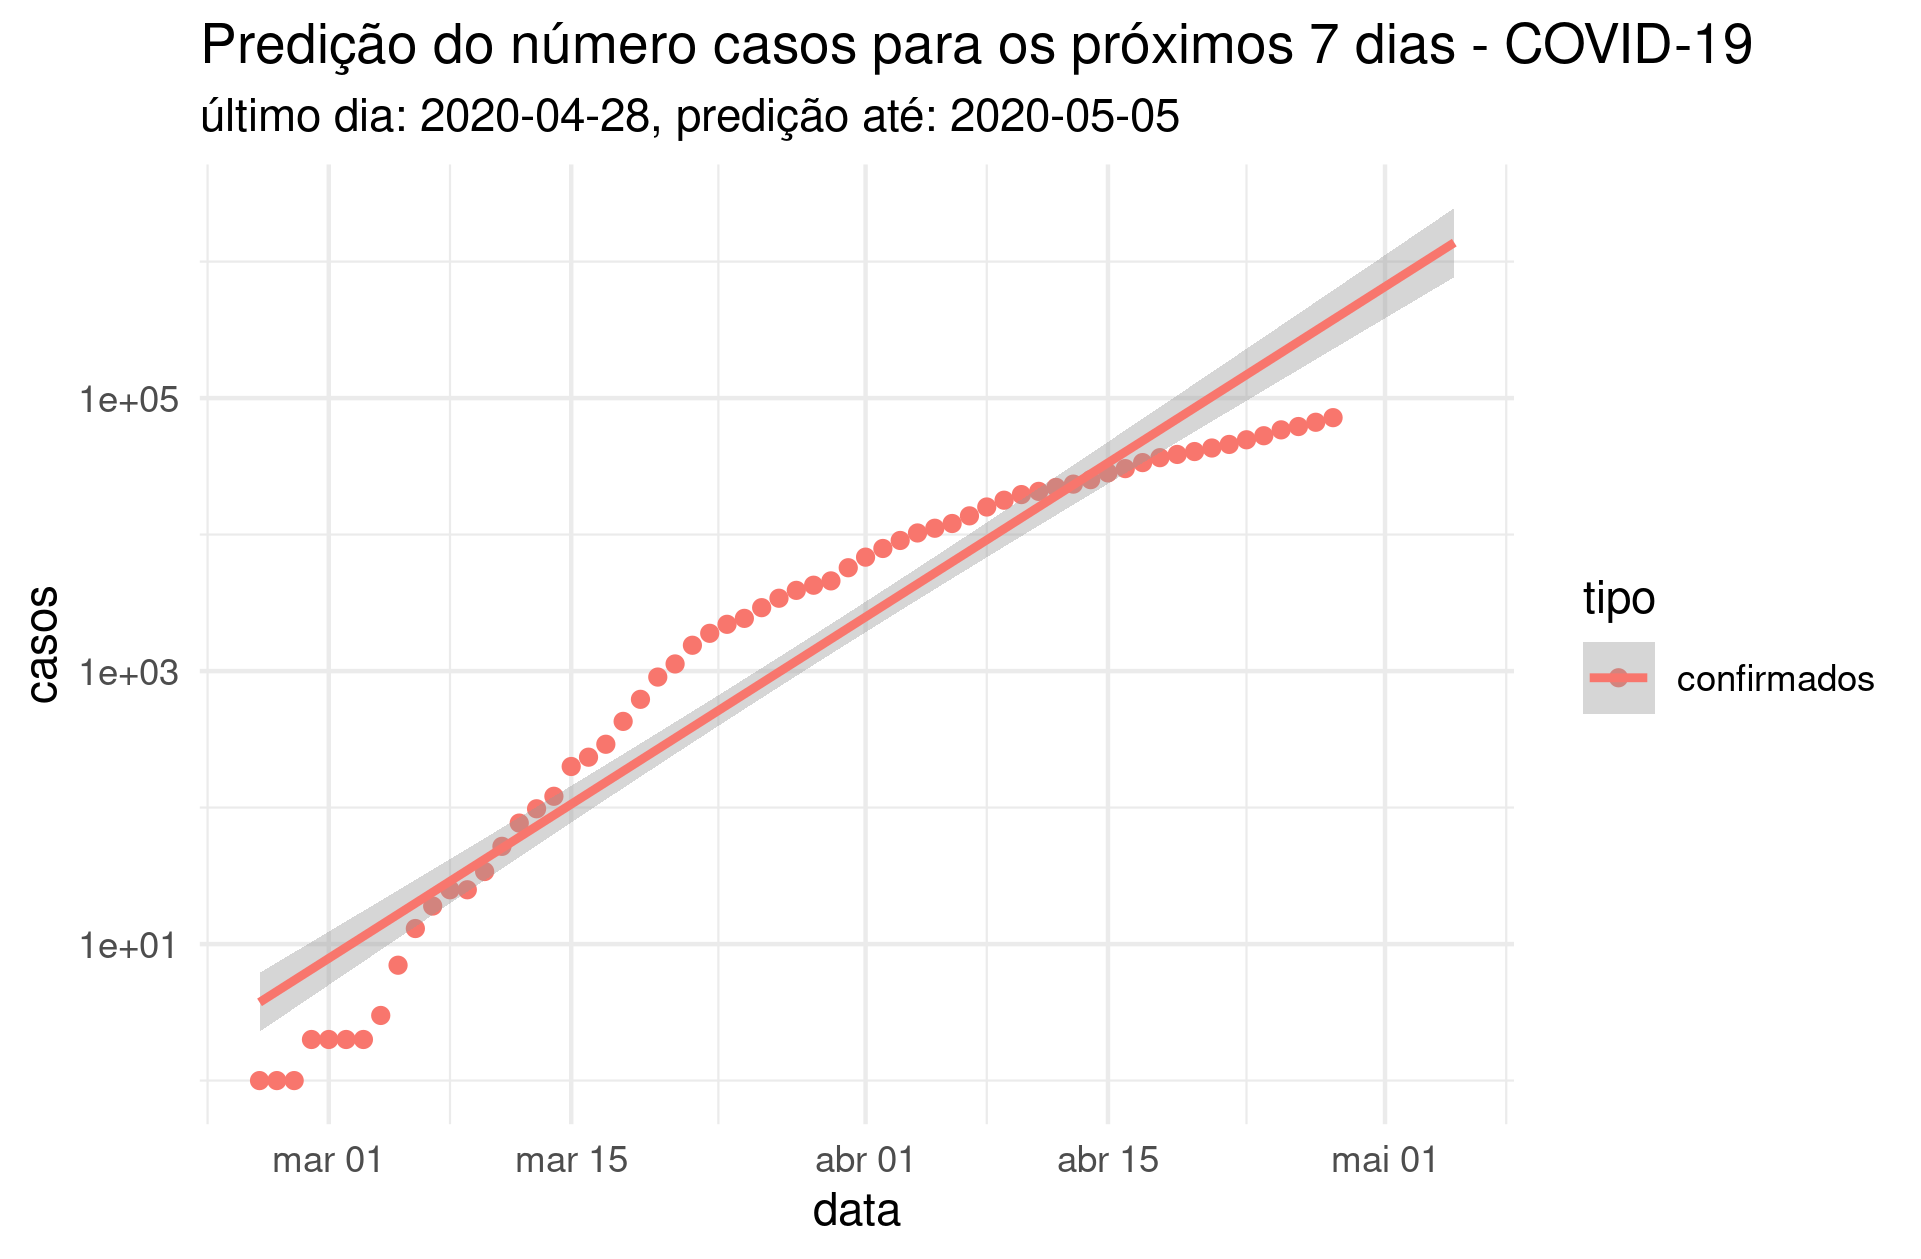 Predição do número casos para os próximos 7 dias - COVID-19
último dia: 2020-04-28, predição até: 2020-05-05
1e+05
1e+03
1e+01
casos
mar 01
mar 15
abr 01
abr 15
mai 01
data
tipo
confirmados